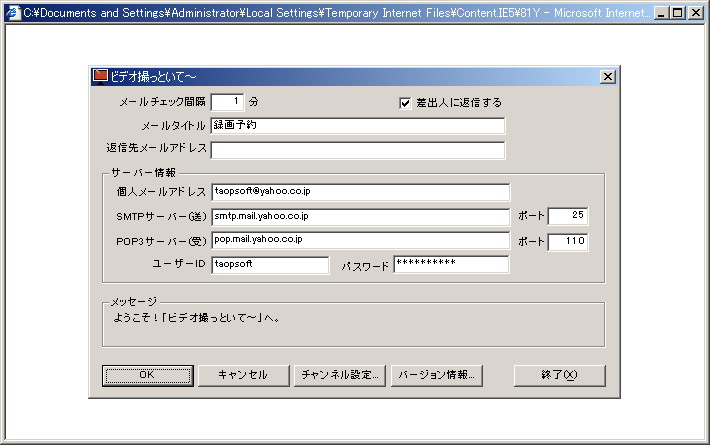 C:¥Documents and Settings¥Administrator¥Local Settings¥Temporary Internet Files¥Content.IE5¥81Y - Microsoft Internet...
ビデオ撮っといて～
メールチェック間隔 1 分 差出人に返信する
メールタイトル 録画予約
返信先メールアドレス
サーバー情報
個人メールアドレス taopsoft@yahoo.co.jp
SMTPサーバー(送) smtp.mail.yahoo.co.jp ポート 25
POP3サーバー(受) pop.mail.yahoo.co.jp ポート 110
ユーザーID taopsoft パスワード **********
メッセージ
ようこそ！「ビデオ撮っといて～」へ。
OK キャンセル チャンネル設定... バージョン情報... 終了(X)